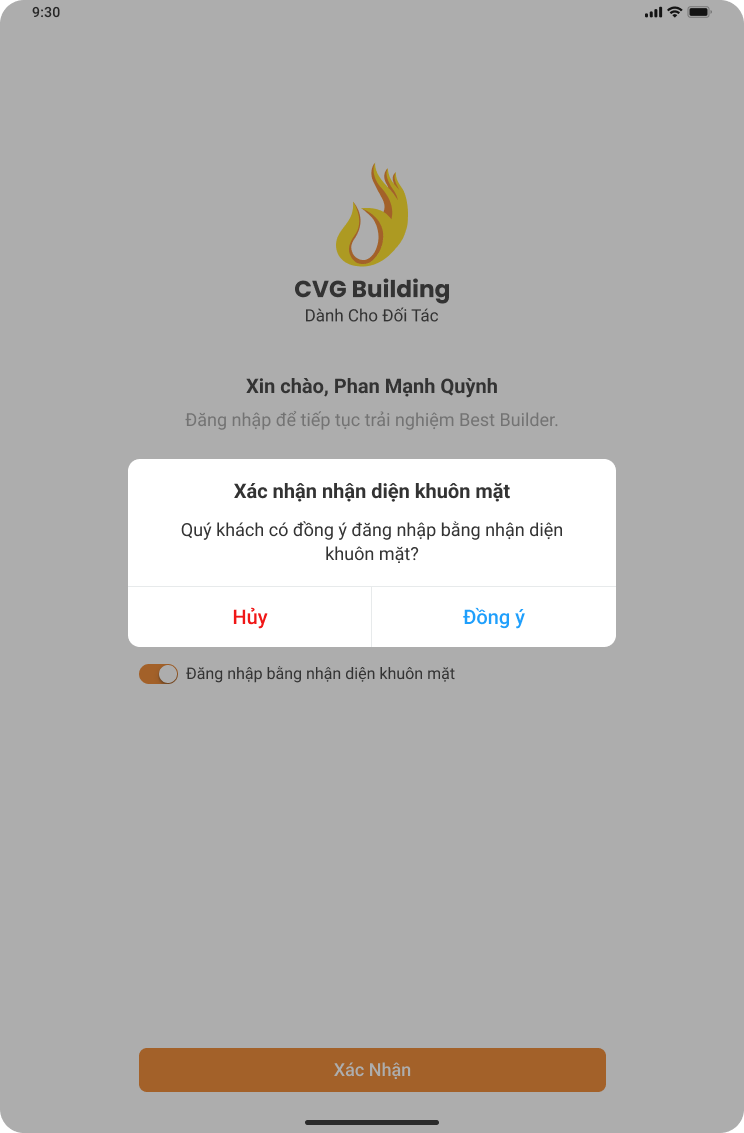 9:30
CVG Building
Dành Cho Đối Tác
Xin chào, Phan Mạnh Quỳnh
Đăng nhập để tiếp tục trải nghiệm Best Builder.
Xác nhận nhận diện khuôn mặt
Quý khách có đồng ý đăng nhập bằng nhận diện
khuôn mặt?
Hủy
Đồng ý
Đăng nhập bằng nhận diện khuôn mặt
Xác Nhận